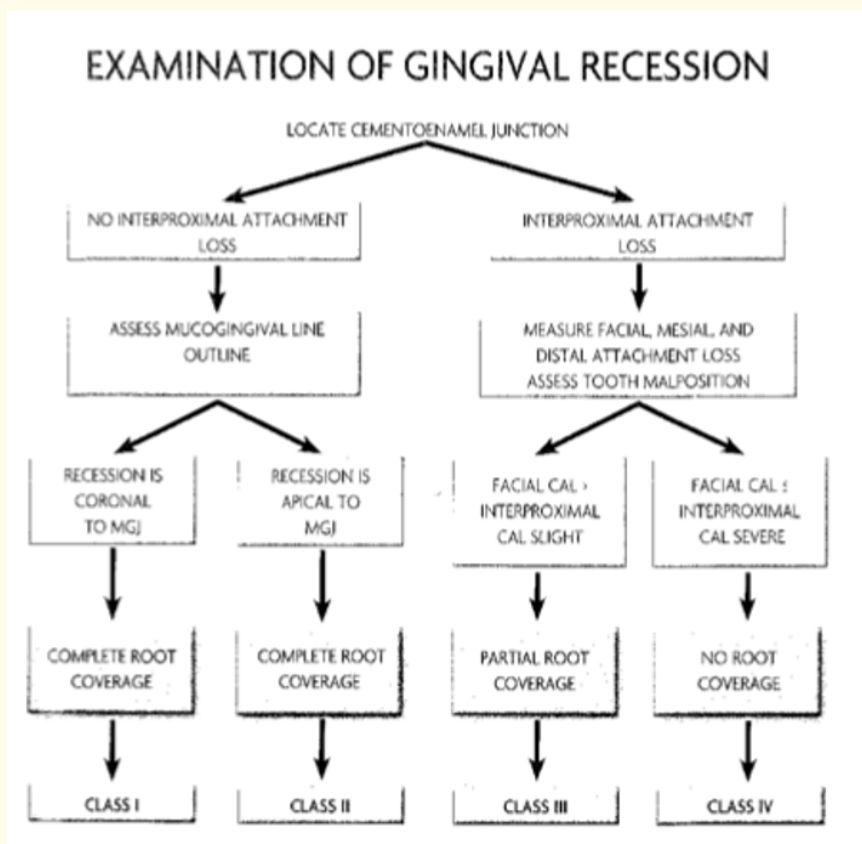 EXAMINATION OF GINGIVAL RECESSION
LOCATE CEMENTOENAMEL JUNCTION
NO INTERPROXIMAL ATTACHMENT
LOSS
INTERPROXIMAL ATTACHMENT
LOSS
ASSESS MUCOGINGIVAL LINE
OUTLINE
MEASURE FACIAL, MESIAL, AND
DISTAL ATTACHMENT LOSS
ASSESS TOOTH MALPOSITION
RECESSION IS
CORONAL
TO MGJ
RECESSION IS
APICAL TO
MGJ
FACIAL CAL >
INTERPROXIMAL
CAL SLIGHT
FACIAL CAL ≤
INTERPROXIMAL
CAL SEVERE
COMPLETE ROOT
COVERAGE
COMPLETE ROOT
COVERAGE
PARTIAL ROOT
COVERAGE
NO ROOT
COVERAGE
CLASS I
CLASS II
CLASS III
CLASS IV